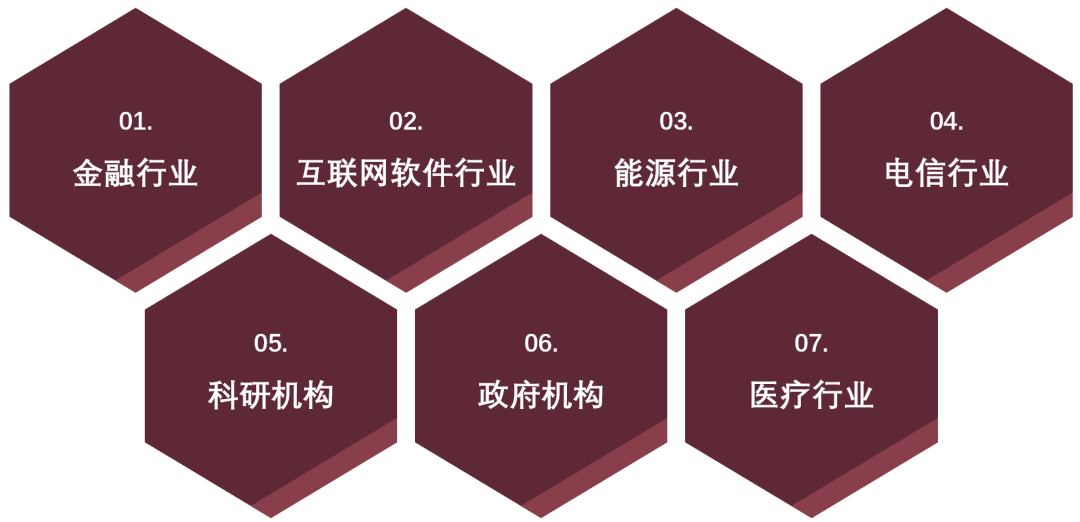 01.
金融行业
02.
互联网软件行业
03.
能源行业
04.
电信行业
05.
科研机构
06.
政府机构
07.
医疗行业